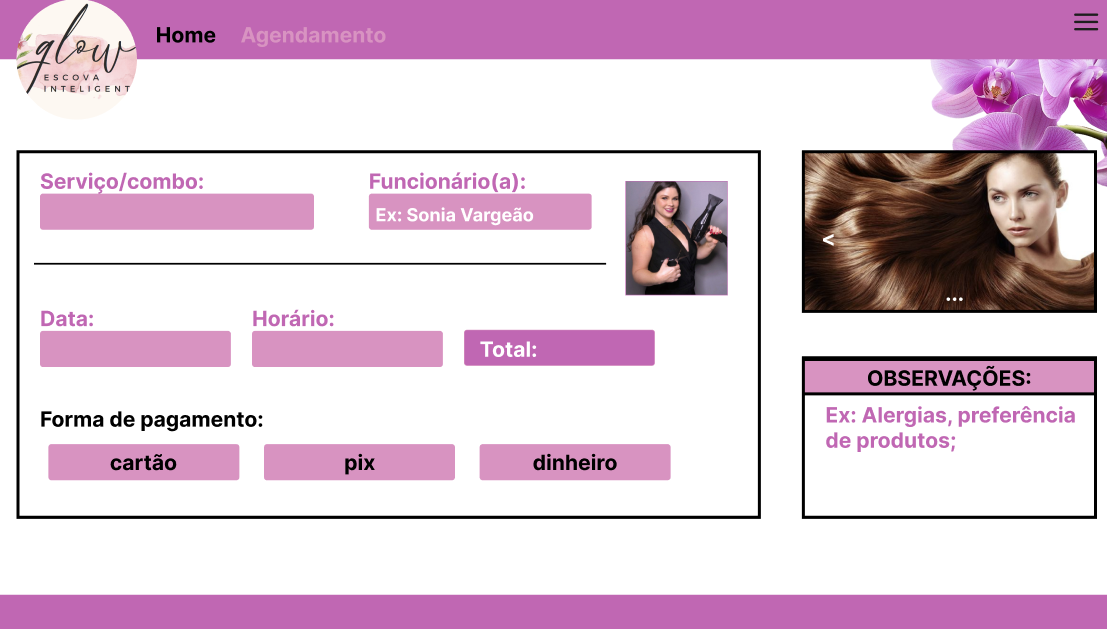 glow
ESCOVA
INTELIGENT
Home
Agendamento
Serviço/combo:
Funcionário(a):
Ex: Sonia Vargeão
<
...
Data:
Horário:
Total:
Forma de pagamento:
cartão
pix
dinheiro
OBSERVAÇÕES:
Ex: Alergias, preferência
de produtos;